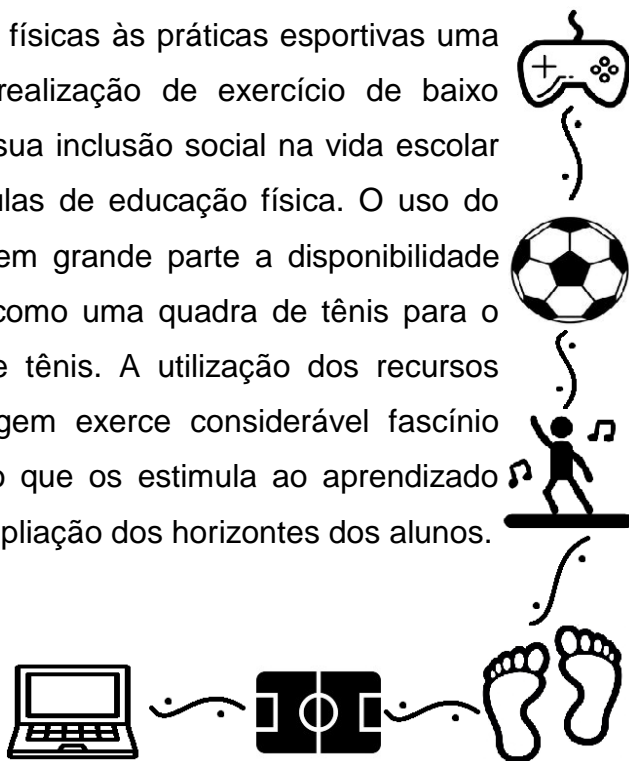 físicas às práticas esportivas uma
realização de exercício de baixo
sua inclusão social na vida escolar
ulas de educação física. O uso do
em grande parte a disponibilidade
como uma quadra de tênis para o
e tênis. A utilização dos recursos
gem exerce considerável fascínio
o que os estimula ao aprendizado
pliação dos horizontes dos alunos.